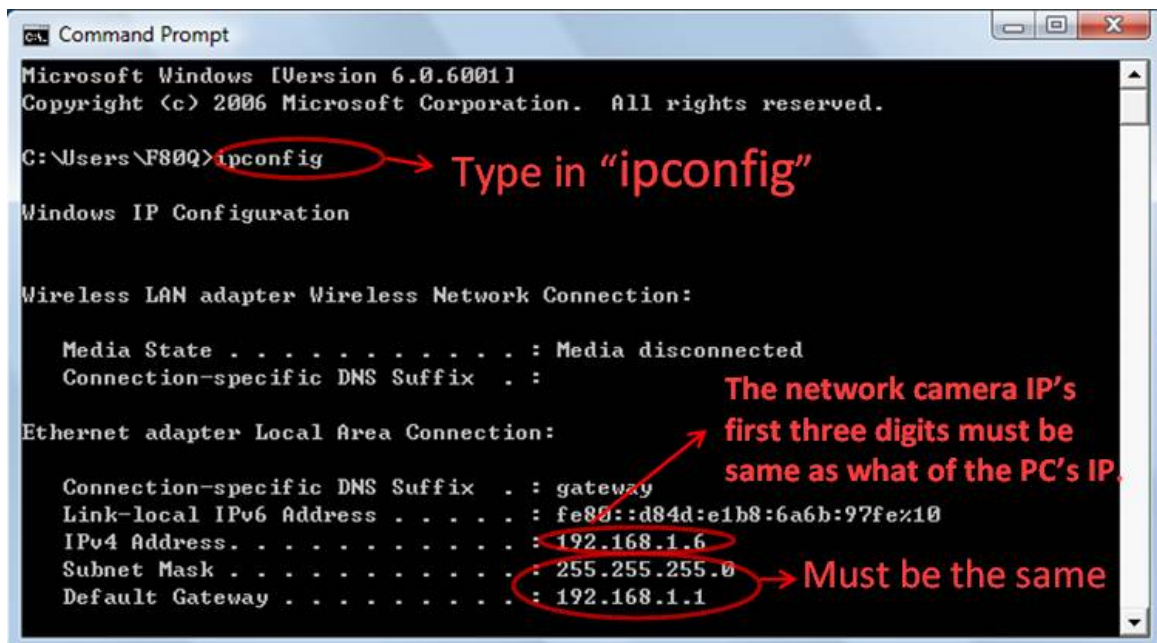 Command Prompt
Microsoft Windows [Version 6.0.6001]
Copyright (c) 2006 Microsoft Corporation.  All rights reserved.
C:\Users\F80Q>ipconfig
Type in “ipconfig”
Windows IP Configuration
Wireless LAN adapter Wireless Network Connection:
Media State . . . . . . . . . . . : Media disconnected
Connection-specific DNS Suffix  . :
The network camera IP’s
first three digits must be
same as what of the PC’s IP.
Ethernet adapter Local Area Connection:
Connection-specific DNS Suffix  . : gateway
Link-local IPv6 Address . . . . . : fe80::d84d:e1b8:6a6b:97fe%10
IPv4 Address. . . . . . . . . . . : 192.168.1.6
Subnet Mask . . . . . . . . . . . : 255.255.255.0
Must be the same
Default Gateway . . . . . . . . . : 192.168.1.1